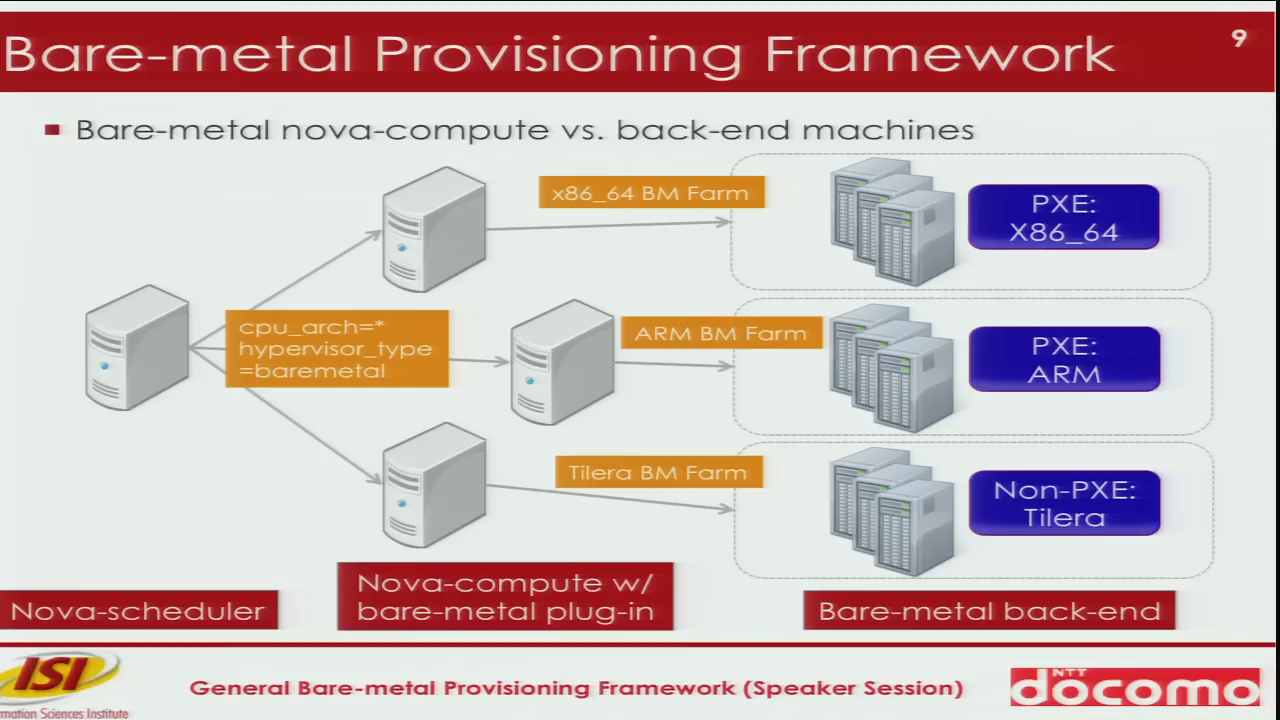 Bare-metal Provisioning Framework
9
Bare-metal nova-compute vs. back-end machines
x86_64 BM Farm
PXE:
X86_64
cpu_arch=*
hypervisor_type
=baremetal
ARM BM Farm
PXE:
ARM
Tilera BM Farm
Non-PXE:
Tilera
Nova-scheduler
Nova-compute w/
bare-metal plug-in
Bare-metal back-end
ISI
mation Sciences Institute
General Bare-metal Provisioning Framework (Speaker Session)
NTT
docomo